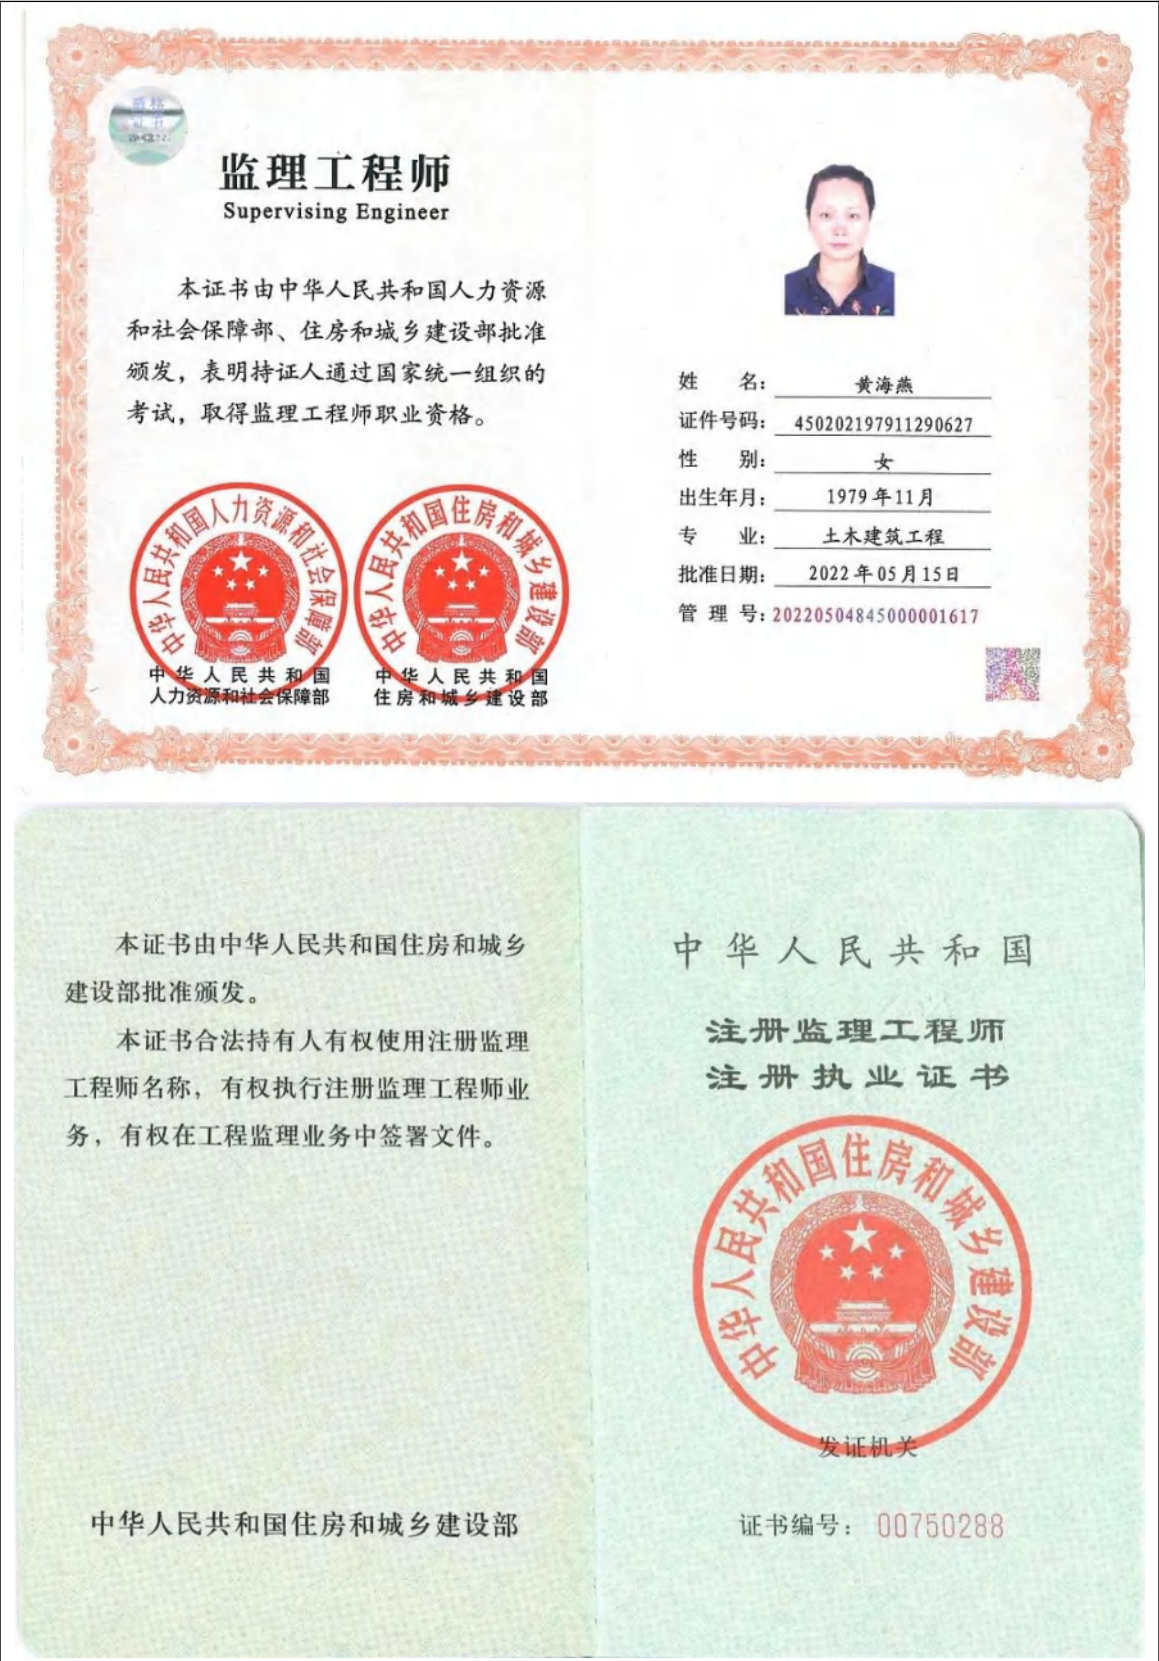 监理工程师
Supervising Engineer
本证书由中华人民共和国人力资源
和社会保障部、住房和城乡建设部批准
颁发，表明持证人通过国家统一组织的
考试，取得监理工程师职业资格。
中华人民共和国人力资源和社会保障部
中华人民共和国住房和城乡建设部
中华人民共和国
人力资源和社会保障部
中华人民共和国
住房和城乡建设部
姓 名：黄海燕
证件号码：450202197911290627
性 别：女
出生年月：1979年11月
专 业：土木建筑工程
批准日期：2022年05月15日
管 理 号：20220504845000001617
本证书由中华人民共和国住房和城乡
建设部批准颁发。
本证书合法持有人有权使用注册监理
工程师名称，有权执行注册监理工程师业
务，有权在工程监理业务中签署文件。
中华人民共和国住房和城乡建设部
中华人民共和国
注册监理工程师
注册执业证书
中华人民共和国住房和城乡建设部
发证机关
证书编号：00750288